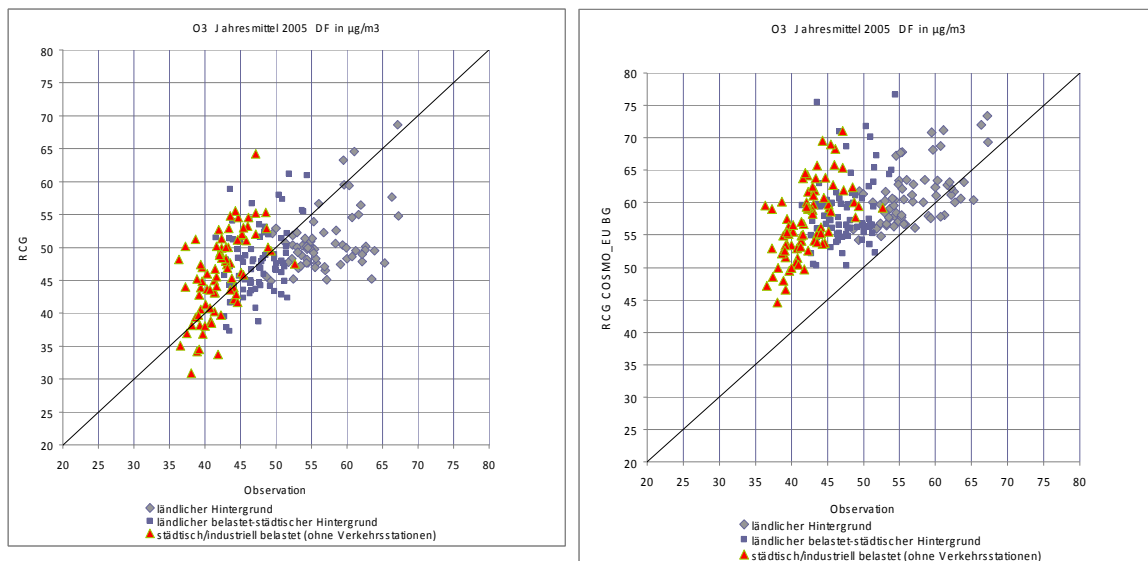 O3 Jahresmittel 2005 DF in µg/m3
80
75
70
65
60
55
50
45
40
35
30
25
20
RCG
20 25 30 35 40 45 50 55 60 65 70 75 80
Observation
ländlicher Hintergrund
ländlicher belastet-städtischer Hintergrund
städtisch/industriell belastet (ohne Verkehrsstationen)
O3 Jahresmittel 2005 DF in µg/m3
80
75
70
65
60
55
50
45
40
35
30
25
20
RCG COSMO_EU BG
20 25 30 35 40 45 50 55 60 65 70 75 80
Observation
ländlicher Hintergrund
ländlicher belastet-städtischer Hintergrund
städtisch/industriell belastet (ohne Verkehrsstationen)